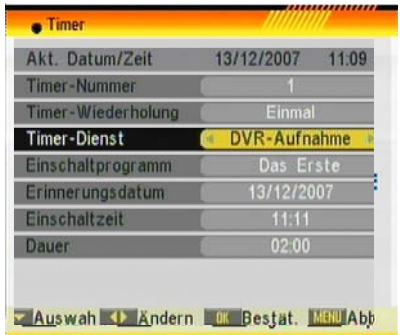 Timer
Akt. Datum/Zeit 13/12/2007 11:09
Timer-Nummer 1
Timer-Wiederholung Einmal
Timer-Dienst DVR-Aufnahme
Einschaltprogramm Das Erste
Erinnerungsdatum 13/12/2007
Einschaltzeit 11:11
Dauer 02:00
Auswah Ändern OK Bestät. MENU Abb